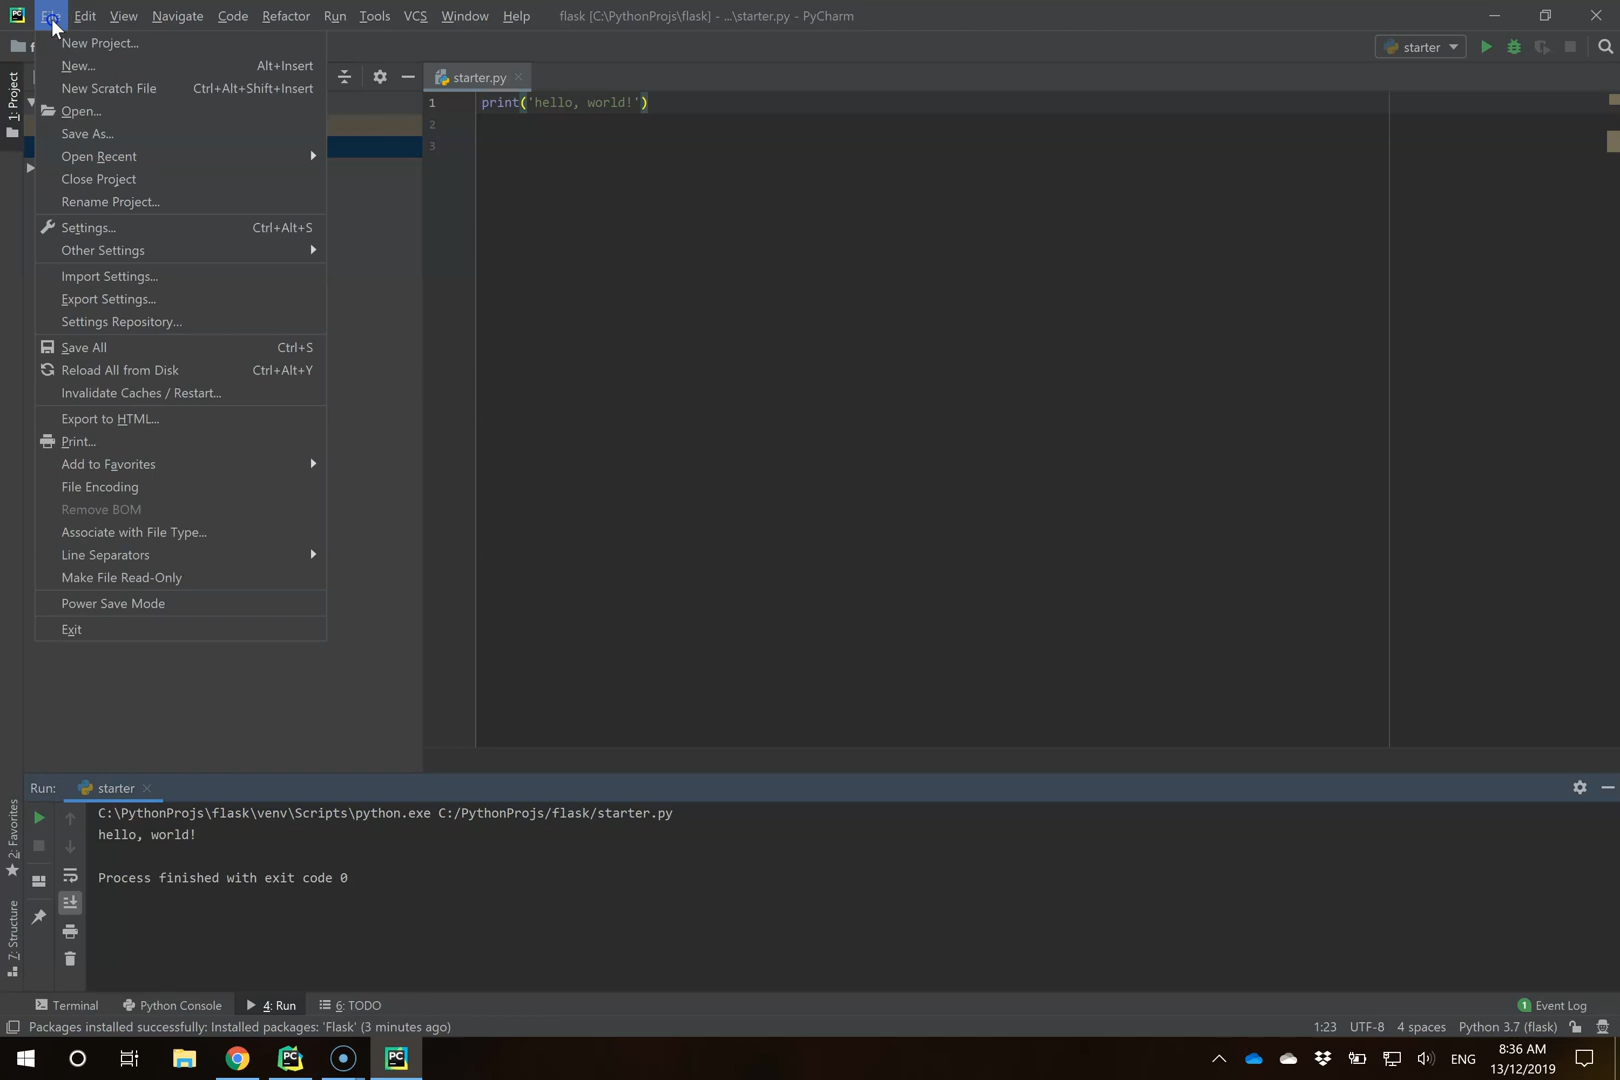 File Edit View Navigate Code Refactor Run Tools VCS Window Help flask [C:\PythonProjs\flask] - ...\starter.py - PyCharm
starter
New Project...
New... Alt+Insert
New Scratch File Ctrl+Alt+Shift+Insert
Open...
Save As...
Open Recent
Close Project
Rename Project...
Settings... Ctrl+Alt+S
Other Settings
Import Settings...
Export Settings...
Settings Repository...
Save All Ctrl+S
Reload All from Disk Ctrl+Alt+Y
Invalidate Caches / Restart...
Export to HTML...
Print...
Add to Favorites
File Encoding
Remove BOM
Associate with File Type...
Line Separators
Make File Read-Only
Power Save Mode
Exit
1: Project
starter.py
1 print('hello, world!')
2
3
2: Favorites
7: Structure
Run: starter
C:\PythonProjs\flask\venv\Scripts\python.exe C:/PythonProjs/flask/starter.py
hello, world!
Process finished with exit code 0
Terminal Python Console 4: Run 6: TODO 1 Event Log
Packages installed successfully: Installed packages: 'Flask' (3 minutes ago) 1:23 UTF-8 4 spaces Python 3.7 (flask)
ENG 8:36 AM
13/12/2019